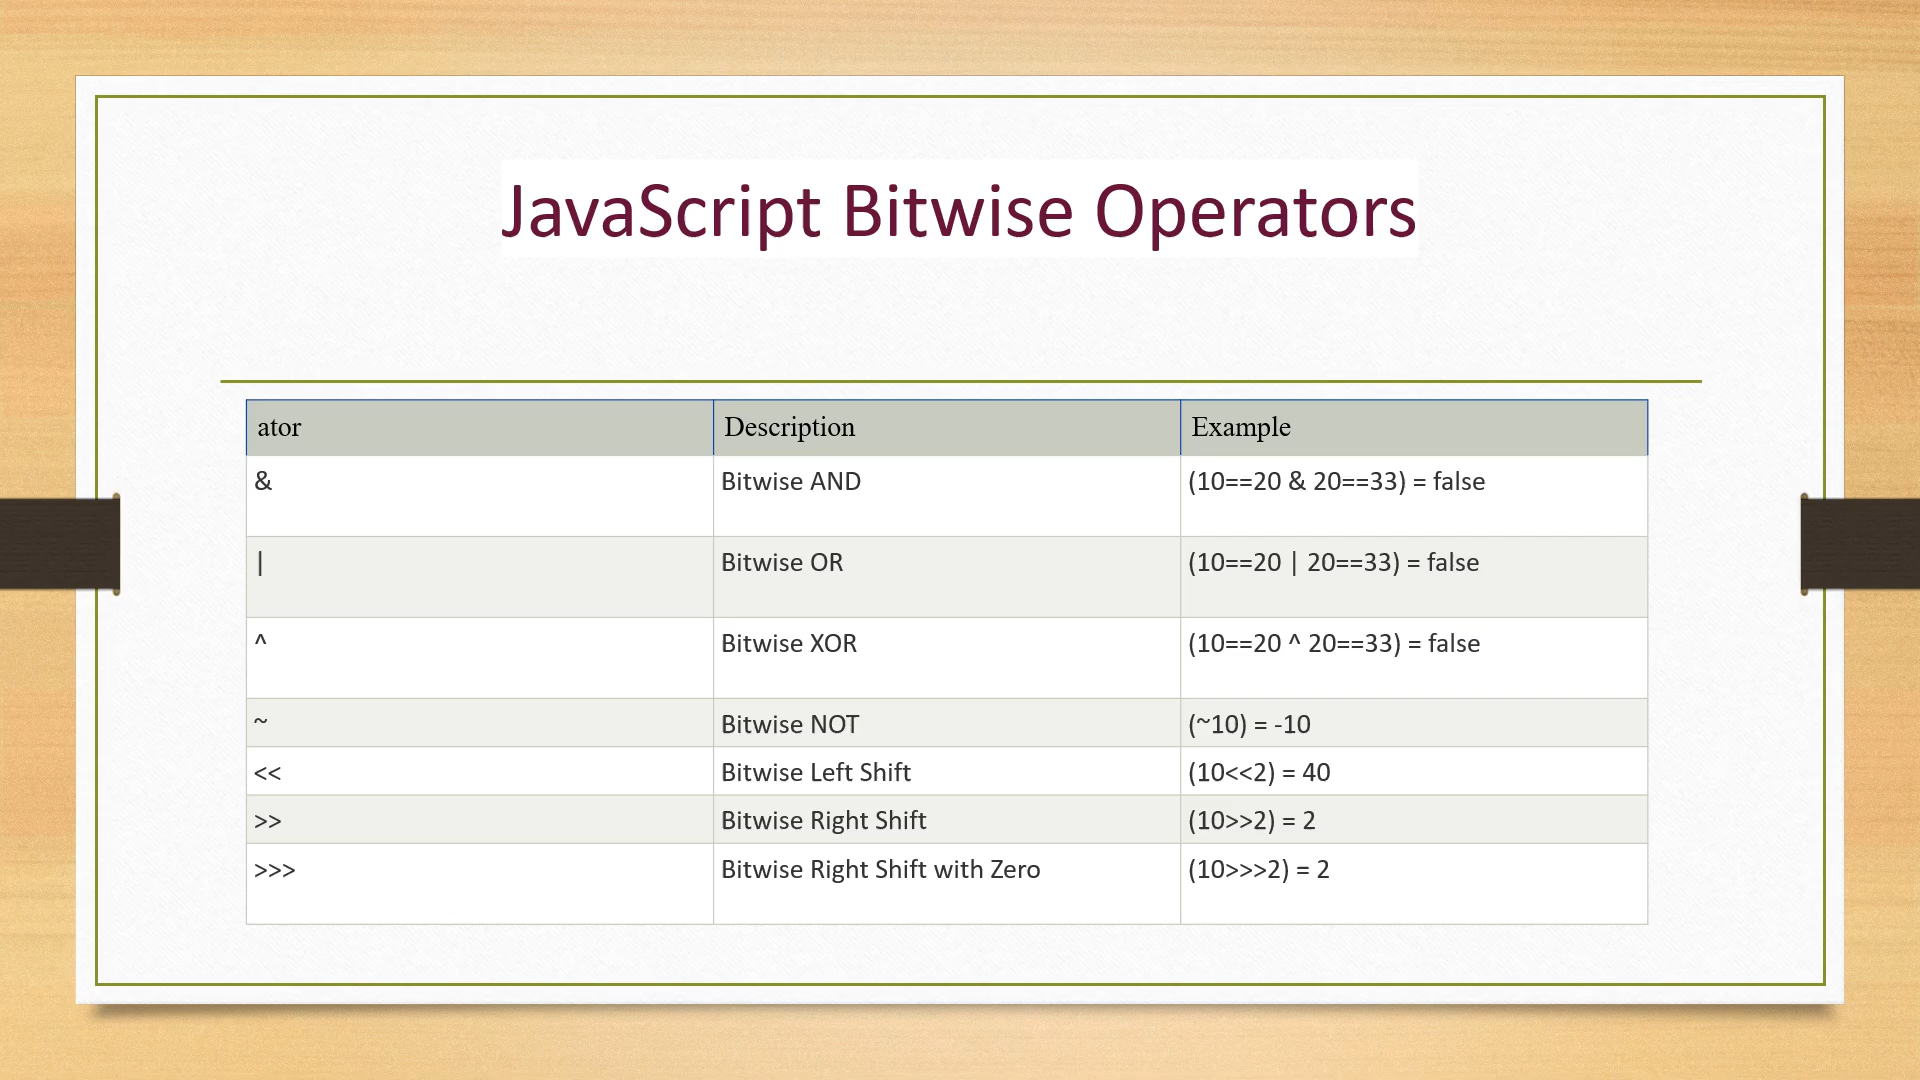 JavaScript Bitwise Operators
ator Description Example
& Bitwise AND (10==20 & 20==33) = false
| Bitwise OR (10==20 | 20==33) = false
^ Bitwise XOR (10==20 ^ 20==33) = false
~ Bitwise NOT (~10) = -10
<< Bitwise Left Shift (10<<2) = 40
>> Bitwise Right Shift (10>>2) = 2
>>> Bitwise Right Shift with Zero (10>>>2) = 2